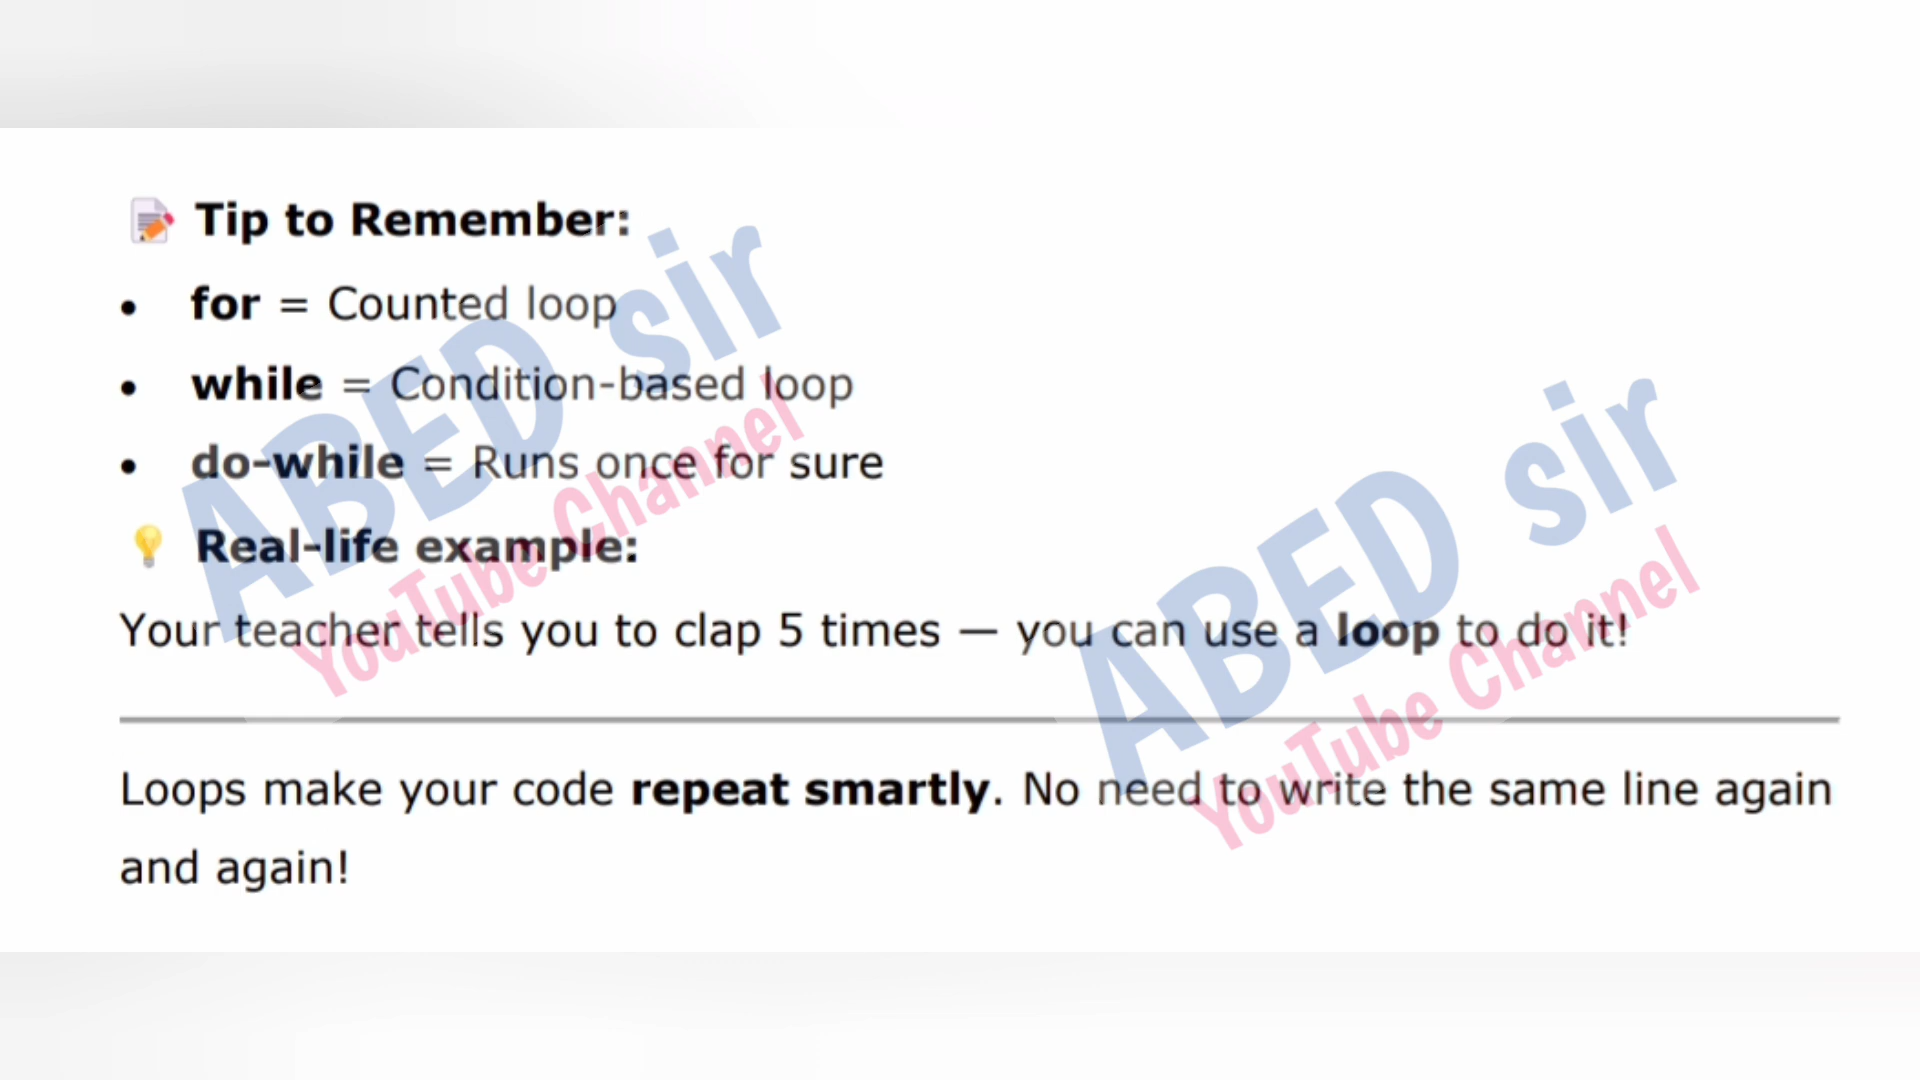 📝 Tip to Remember:
• for = Counted loop
• while = Condition-based loop
• do-while = Runs once for sure
💡 Real-life example:
Your teacher tells you to clap 5 times — you can use a loop to do it!
Loops make your code repeat smartly. No need to write the same line again
and again!
ABED sir
YouTube Channel
ABED sir
YouTube Channel